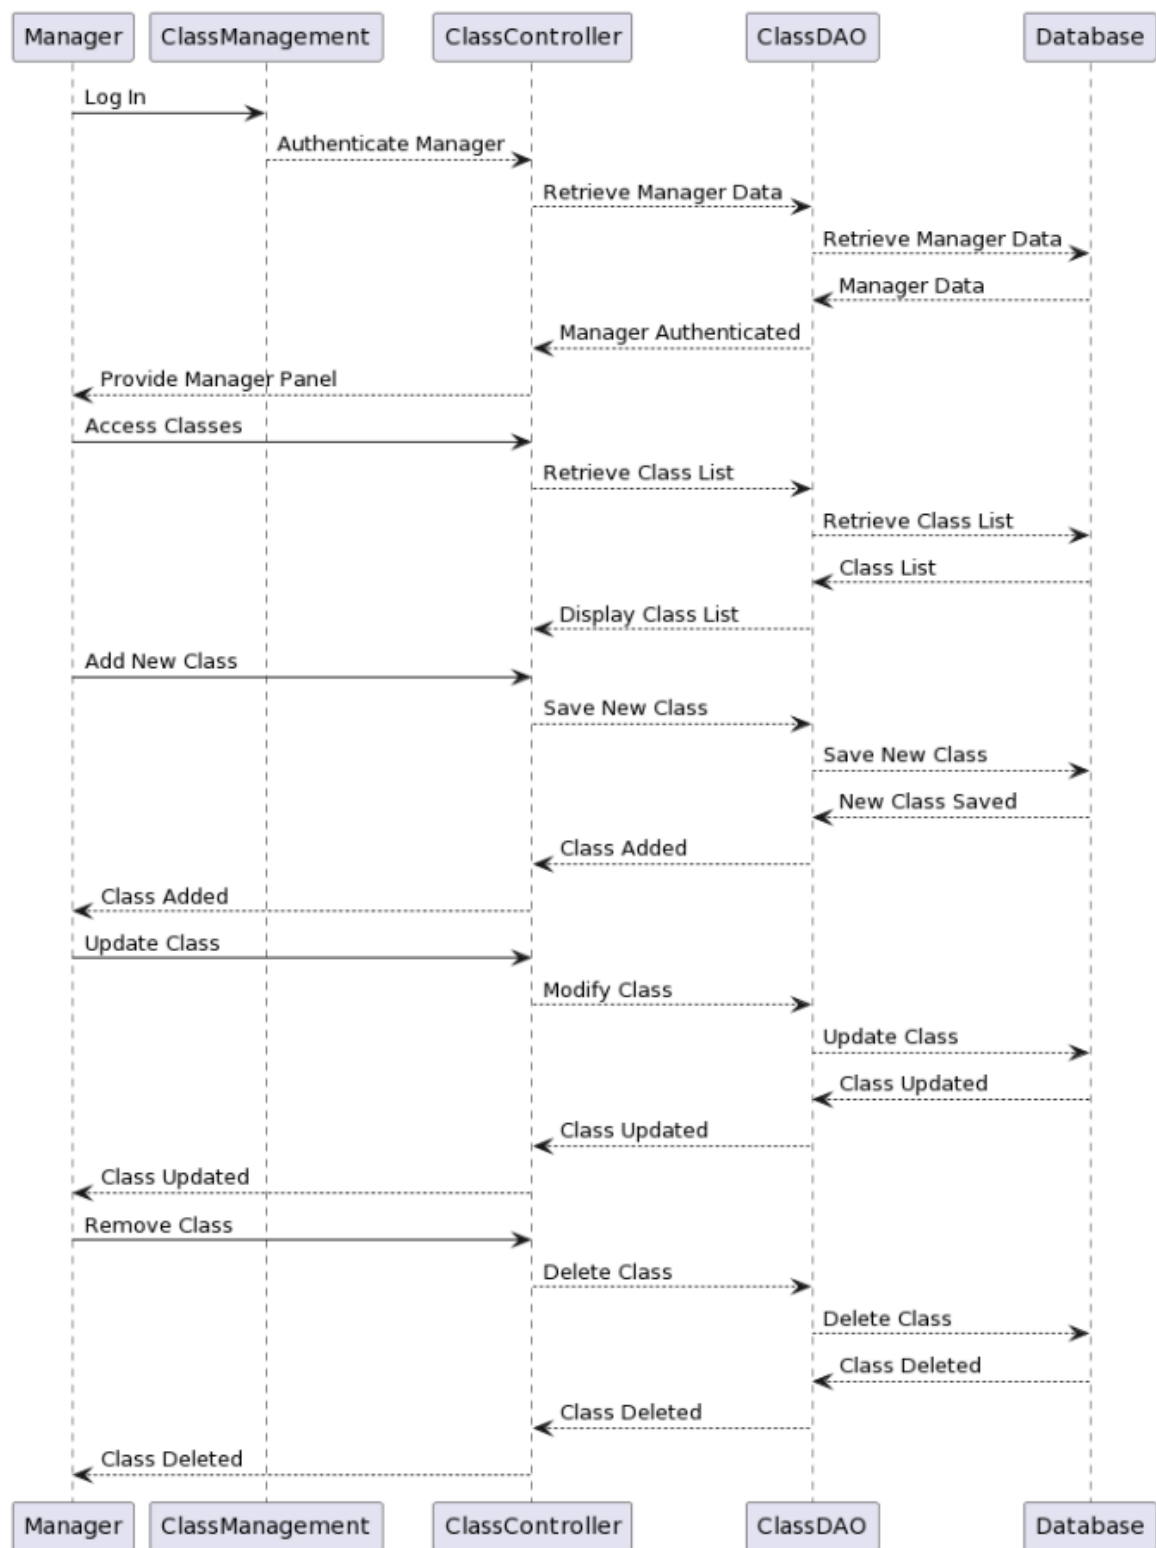 Manager ClassManagement ClassController ClassDAO Database
Log In
Authenticate Manager
Retrieve Manager Data
Retrieve Manager Data
Manager Data
Manager Authenticated
Provide Manager Panel
Access Classes
Retrieve Class List
Retrieve Class List
Class List
Display Class List
Add New Class
Save New Class
Save New Class
New Class Saved
Class Added
Class Added
Update Class
Modify Class
Update Class
Class Updated
Class Updated
Class Updated
Remove Class
Delete Class
Delete Class
Class Deleted
Class Deleted
Class Deleted
Manager ClassManagement ClassController ClassDAO Database